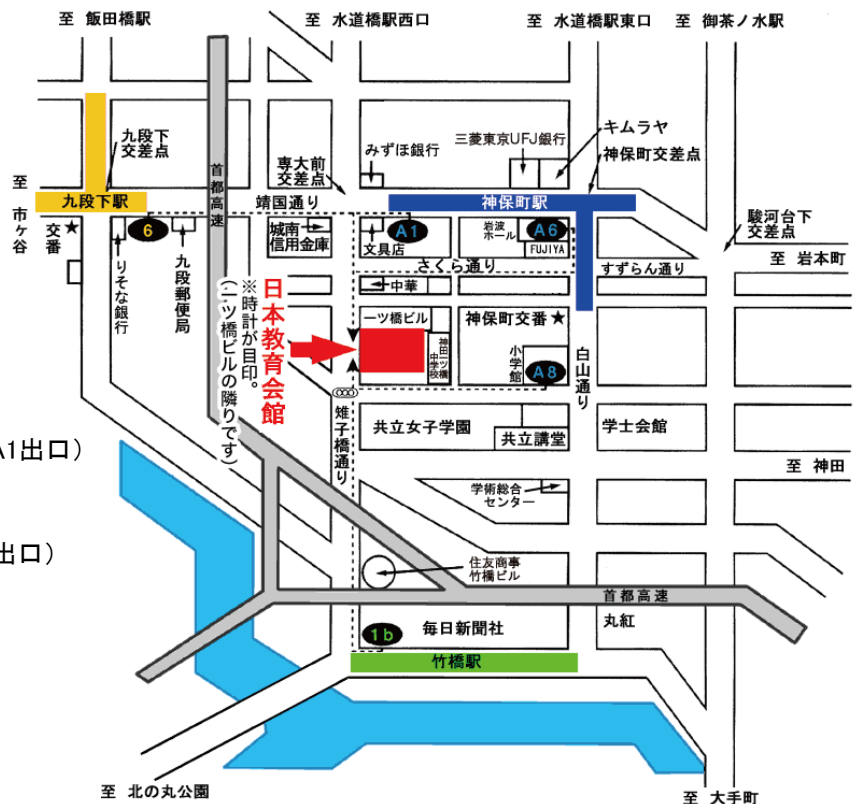 至 飯田橋駅
至 水道橋駅西口
至 水道橋駅東口
至 御茶ノ水駅
九段下
交差点
首都高速
専大前
交差点
みずほ銀行
三菱東京UFJ銀行
キムラヤ
神保町交差点
至 市ヶ谷
九段下駅
靖国通り
神保町駅
交番★
りそな銀行
6
九段郵便局
城南
信用金庫
文具店
A1
岩波
ホール
A6
FUJIYA
駿河台下
交差点
さくら通り
すずらん通り
至 岩本町
中華
日本教育会館
※時計が目印。
(一ツ橋ビルの隣りです)
一ツ橋ビル
神田一ツ橋
中学校
神保町交番★
小学館
A8
白山通り
雉子橋通り
共立女子学園
共立講堂
学士会館
A1出口)
至 神田
学術総合
センター
出口)
住友商事
竹橋ビル
首都高速
1b
毎日新聞社
丸紅
竹橋駅
至 北の丸公園
至 大手町